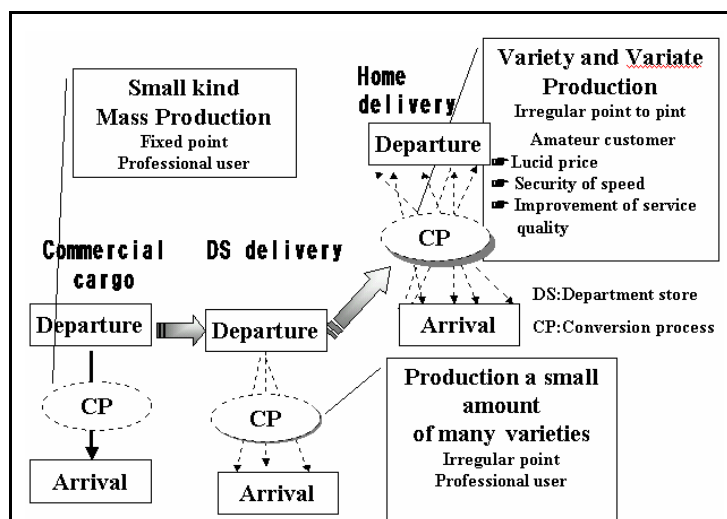 Small kind
Mass Production
Fixed point
Professional user
Home
delivery
Departure
CP
Arrival
Variety and Variate
Production
Irregular point to pint
Amateur customer
Lucid price
Security of speed
Improvement of service
quality
DS:Department store
CP:Conversion process
Commercial
cargo
Departure
CP
Arrival
DS delivery
Departure
CP
Arrival
Production a small
amount
of many varieties
Irregular point
Professional user